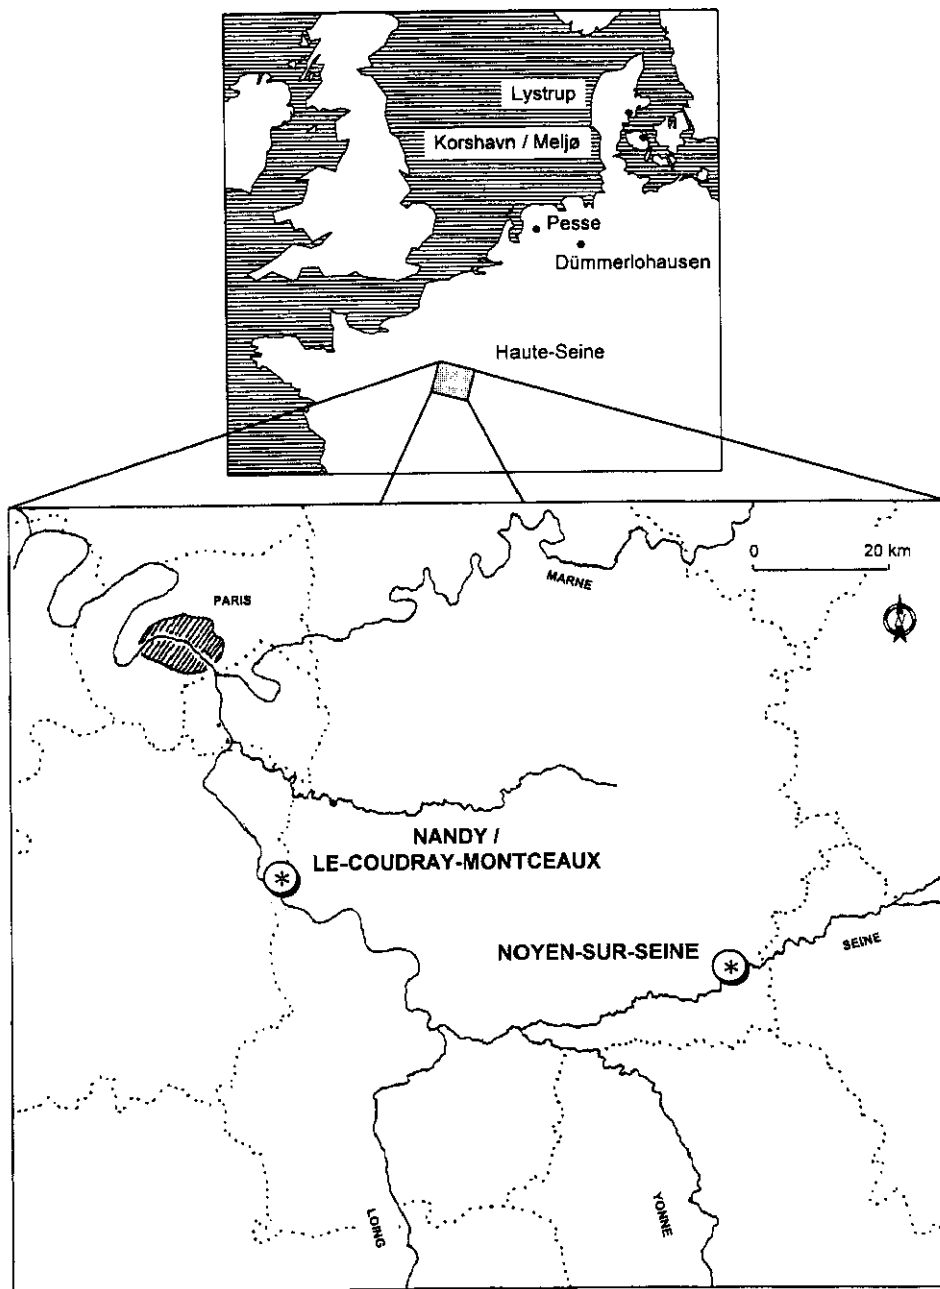 Lystrup
Korshavn / Meljø
Pesse
Dümmerlohausen
Haute-Seine
0 20 km
MARNE
PARIS
N
NANDY /
LE-COUDRAY-MONTCEAUX
NOYEN-SUR-SEINE
SEINE
LOING
YONNE